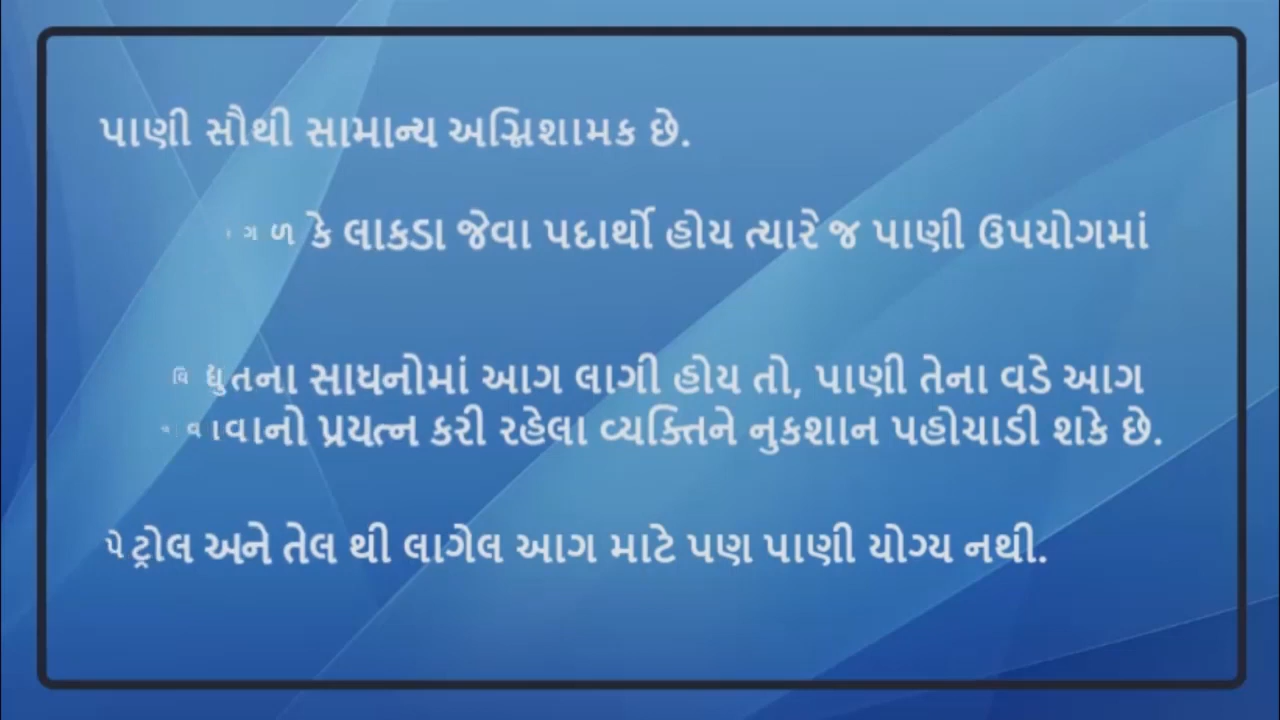 પાણી સૌથી સામાન્ય અગ્નિશામક છે.
કે લાકડા જેવા પદાર્થો હોય ત્યારે જ પાણી ઉપયોગમાં
વિદ્યુતના સાધનોમાં આગ લાગી હોય તો, પાણી તેના વડે આગ
પ્રયત્ન કરી રહેલા વ્યક્તિને નુકશાન પહોચાડી શકે છે.
પેટ્રોલ અને તેલ થી લાગેલ આગ માટે પણ પાણી યોગ્ય નથી.